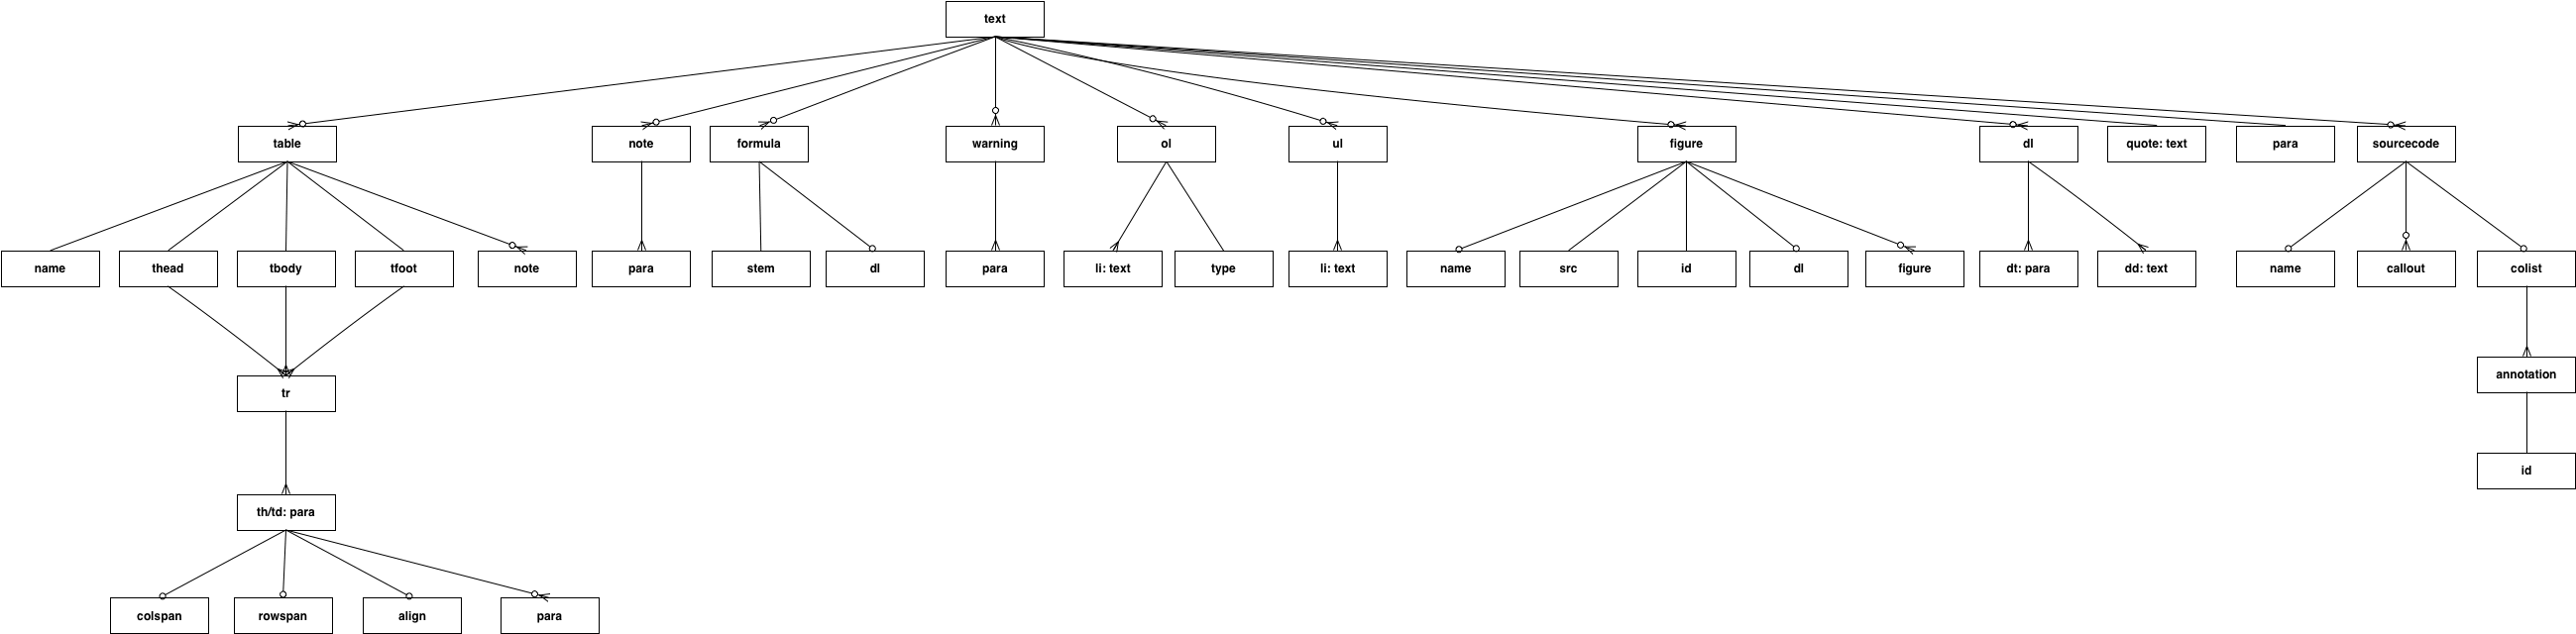 text
table
note
formula
warning
ol
ul
figure
dl
quote: text
para
sourcecode
name
thead
tbody
tfoot
note
para
stem
dl
para
li: text
type
li: text
name
src
id
dl
figure
dt: para
dd: text
name
callout
colist
annotation
tr
id
th/td: para
colspan
rowspan
align
para